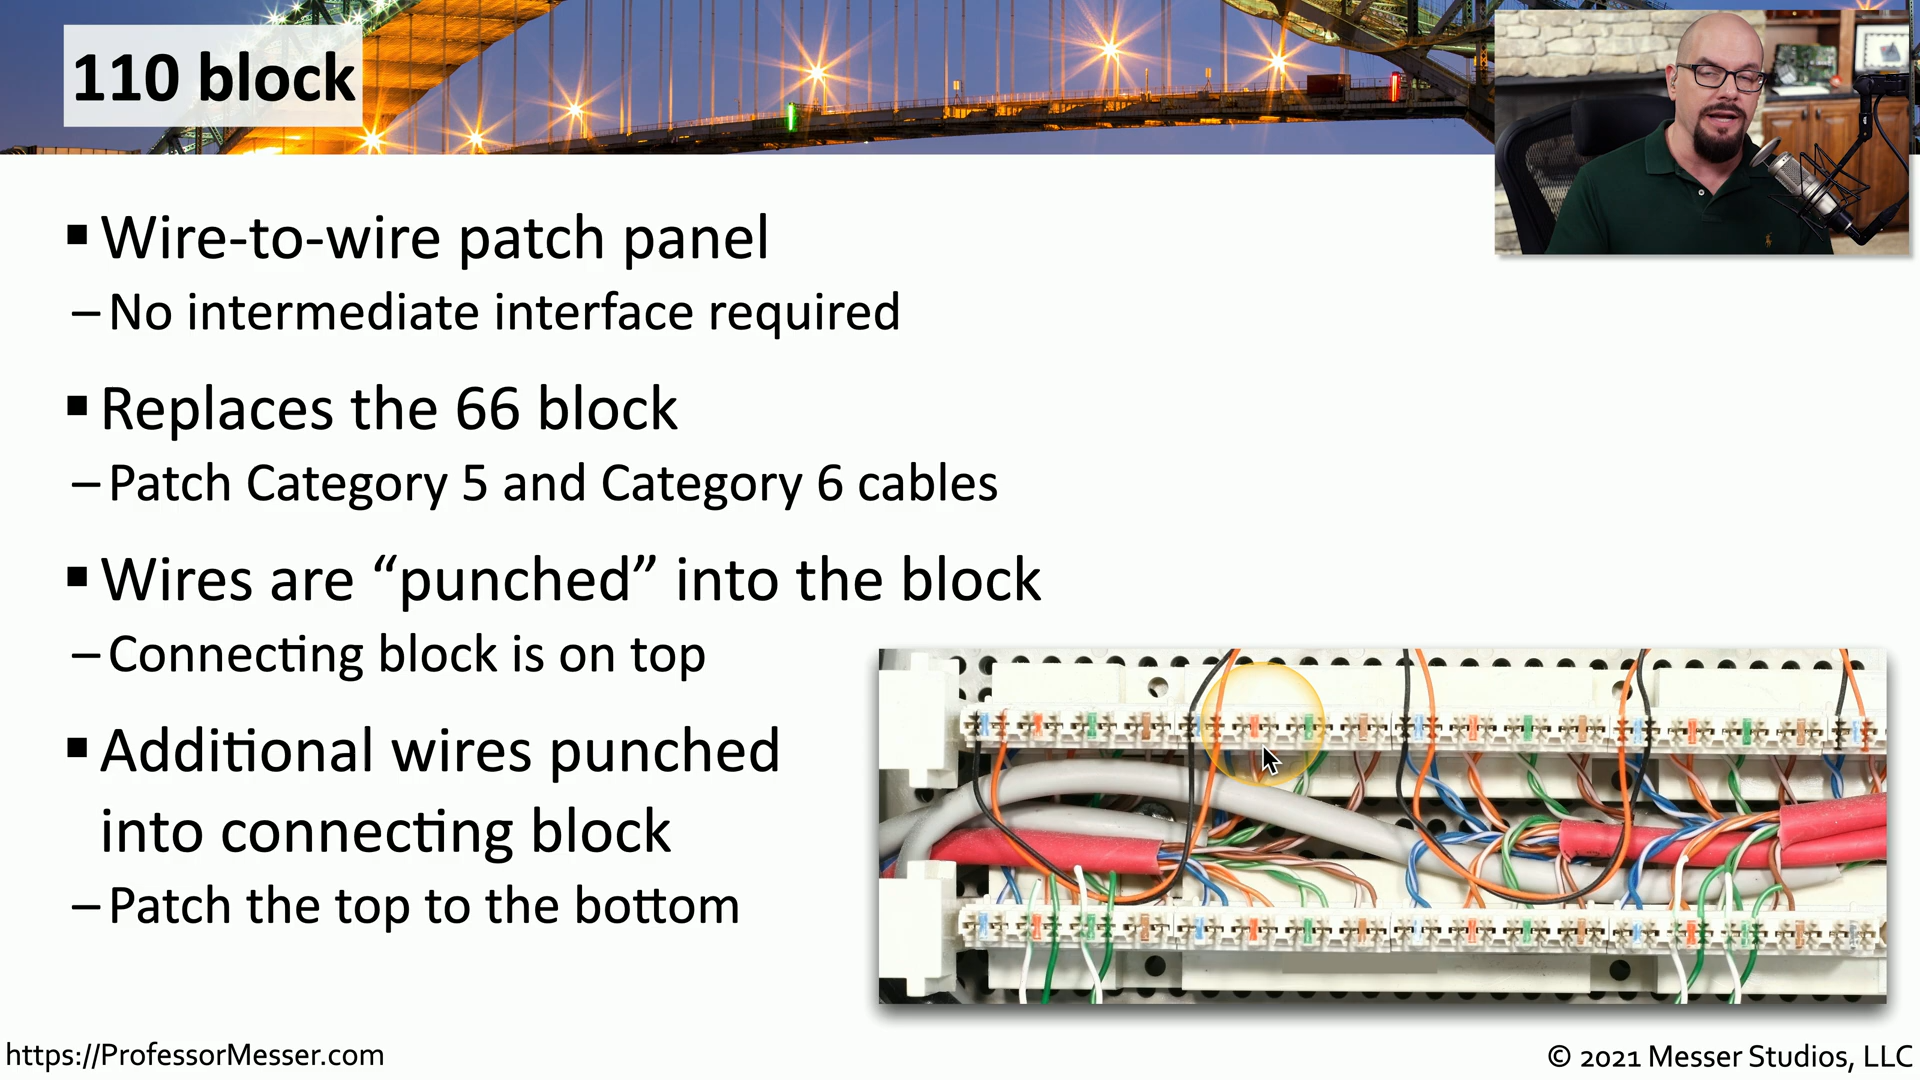 110 block
▪ Wire-to-wire patch panel
– No intermediate interface required
▪ Replaces the 66 block
– Patch Category 5 and Category 6 cables
▪ Wires are “punched” into the block
– Connecting block is on top
▪ Additional wires punched
into connecting block
– Patch the top to the bottom
https://ProfessorMesser.com
© 2021 Messer Studios, LLC